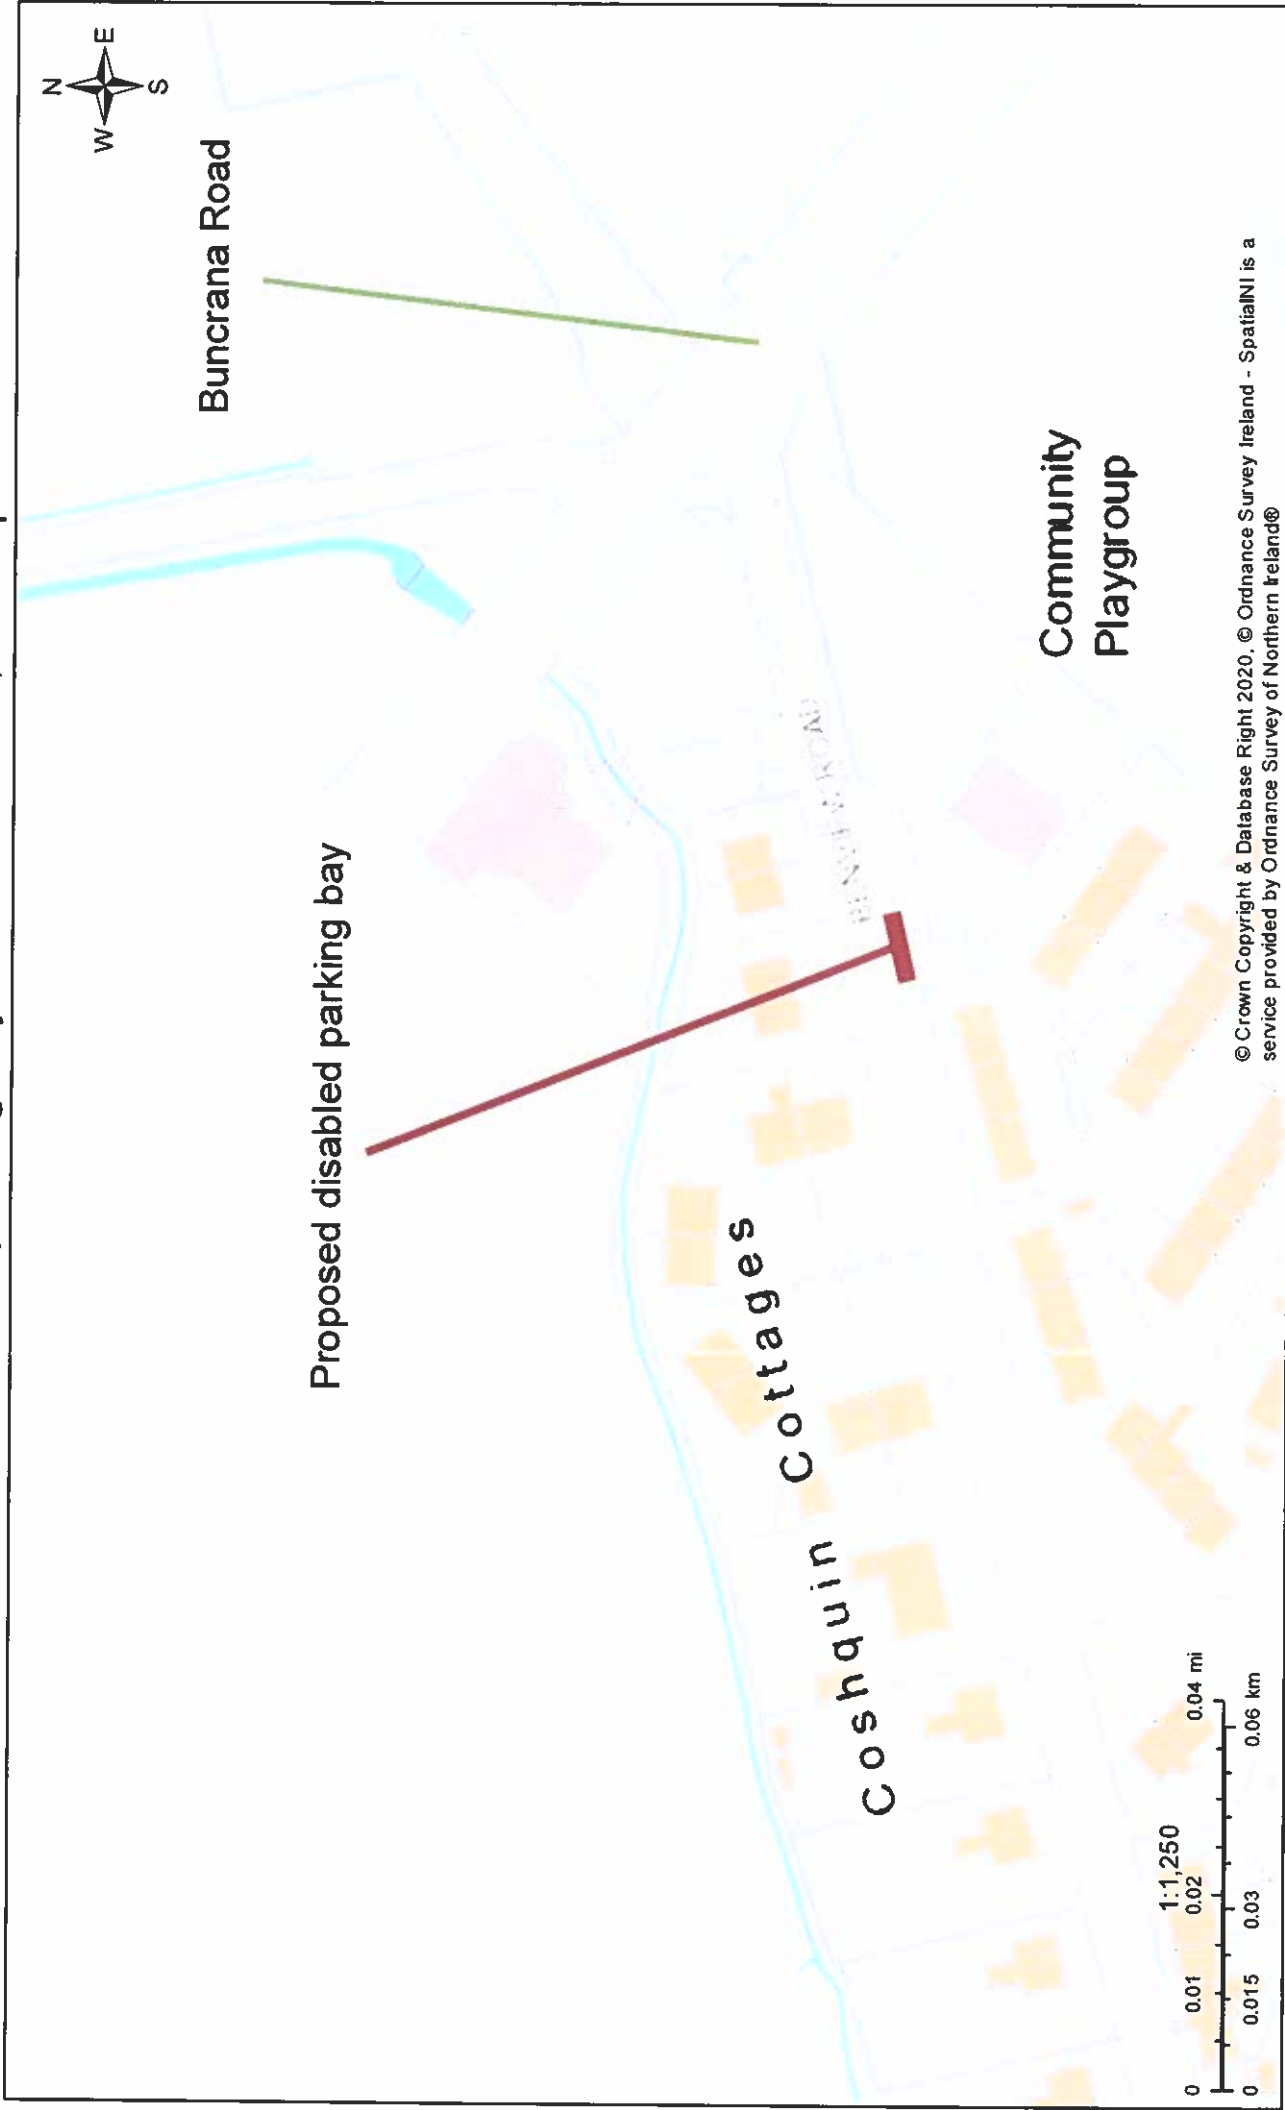 N
W E
S
Buncrana Road
Proposed disabled parking bay
Coshquin Cottages
BENVIEW ROAD
Community
Playgroup
1:1,250
0 0.01 0.02 0.04 mi
0 0.015 0.03 0.06 km
© Crown Copyright & Database Right 2020, © Ordnance Survey Ireland - SpatialNI is a
service provided by Ordnance Survey of Northern Ireland®